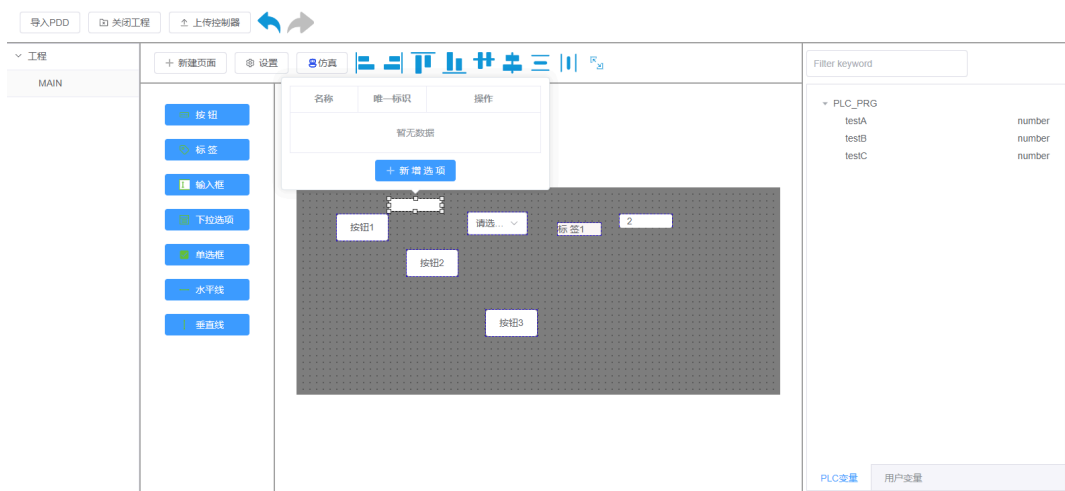 导入PDD 关闭工程 上传控制器
工程
MAIN
新建页面 设置 仿真
名称 唯一标识 操作
暂无数据
新增选项
按钮
标签
输入框
下拉选项
单选框
水平线
垂直线
按钮1
请选...
标签1
2
按钮2
按钮3
Filter keyword
PLC_PRG
testA number
testB number
testC number
PLC变量 用户变量